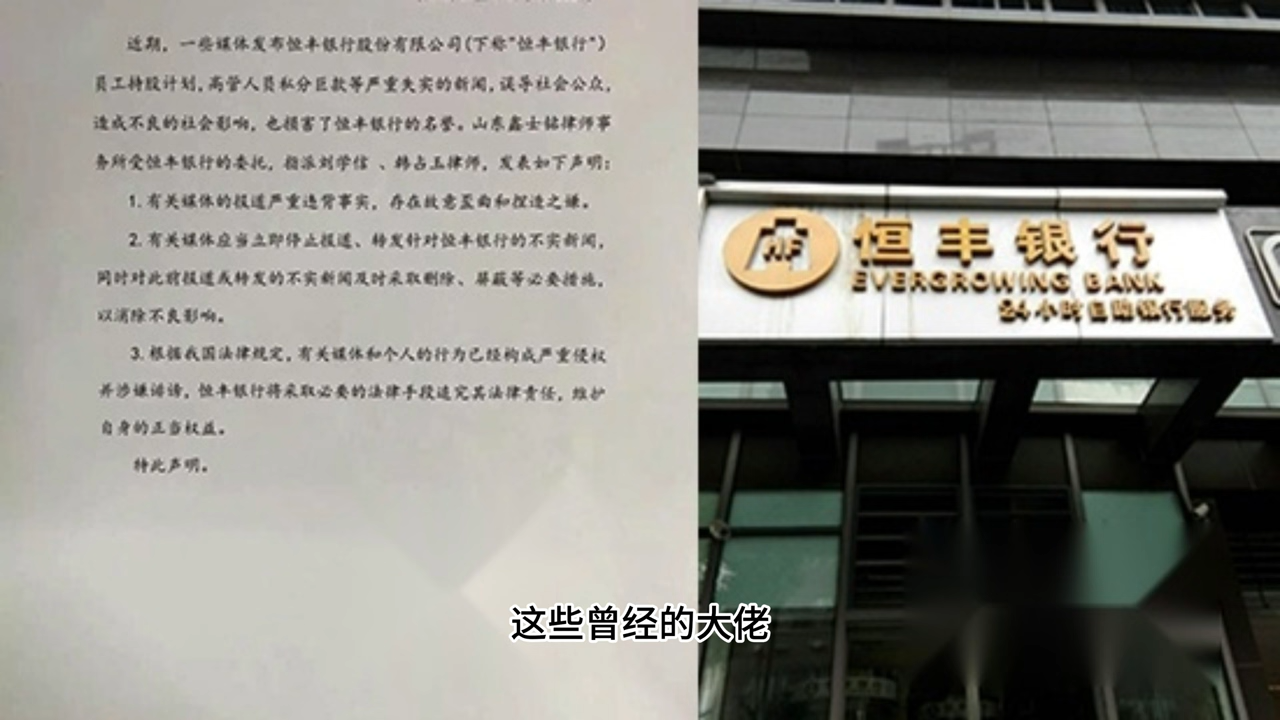 近期，一些媒体发布恒丰银行股份有限公司(下称"恒丰银行")
员工持股计划，高管人员私分巨款等严重失实的新闻，误导社会公众，
造成不良的社会影响，也损害了恒丰银行的名誉。山东鑫士铭律师事
务所受恒丰银行的委托，指派刘学信 、韩占玉律师，发表如下声明：
1. 有关媒体的报道严重违背事实，存在故意歪曲和捏造之嫌。
2. 有关媒体应当立即停止报道、转发针对恒丰银行的不实新闻，
同时对此前报道或转发的不实新闻及时采取删除、屏蔽等必要措施，
以消除不良影响。
3. 根据我国法律规定，有关媒体和个人的行为已经构成严重侵权
并涉嫌诽谤，恒丰银行将采取必要的法律手段追究其法律责任，维护
自身的正当权益。
特此声明。
HF
恒丰银行
EVERGROWING BANK
24小时自助银行服务
这些曾经的大佬